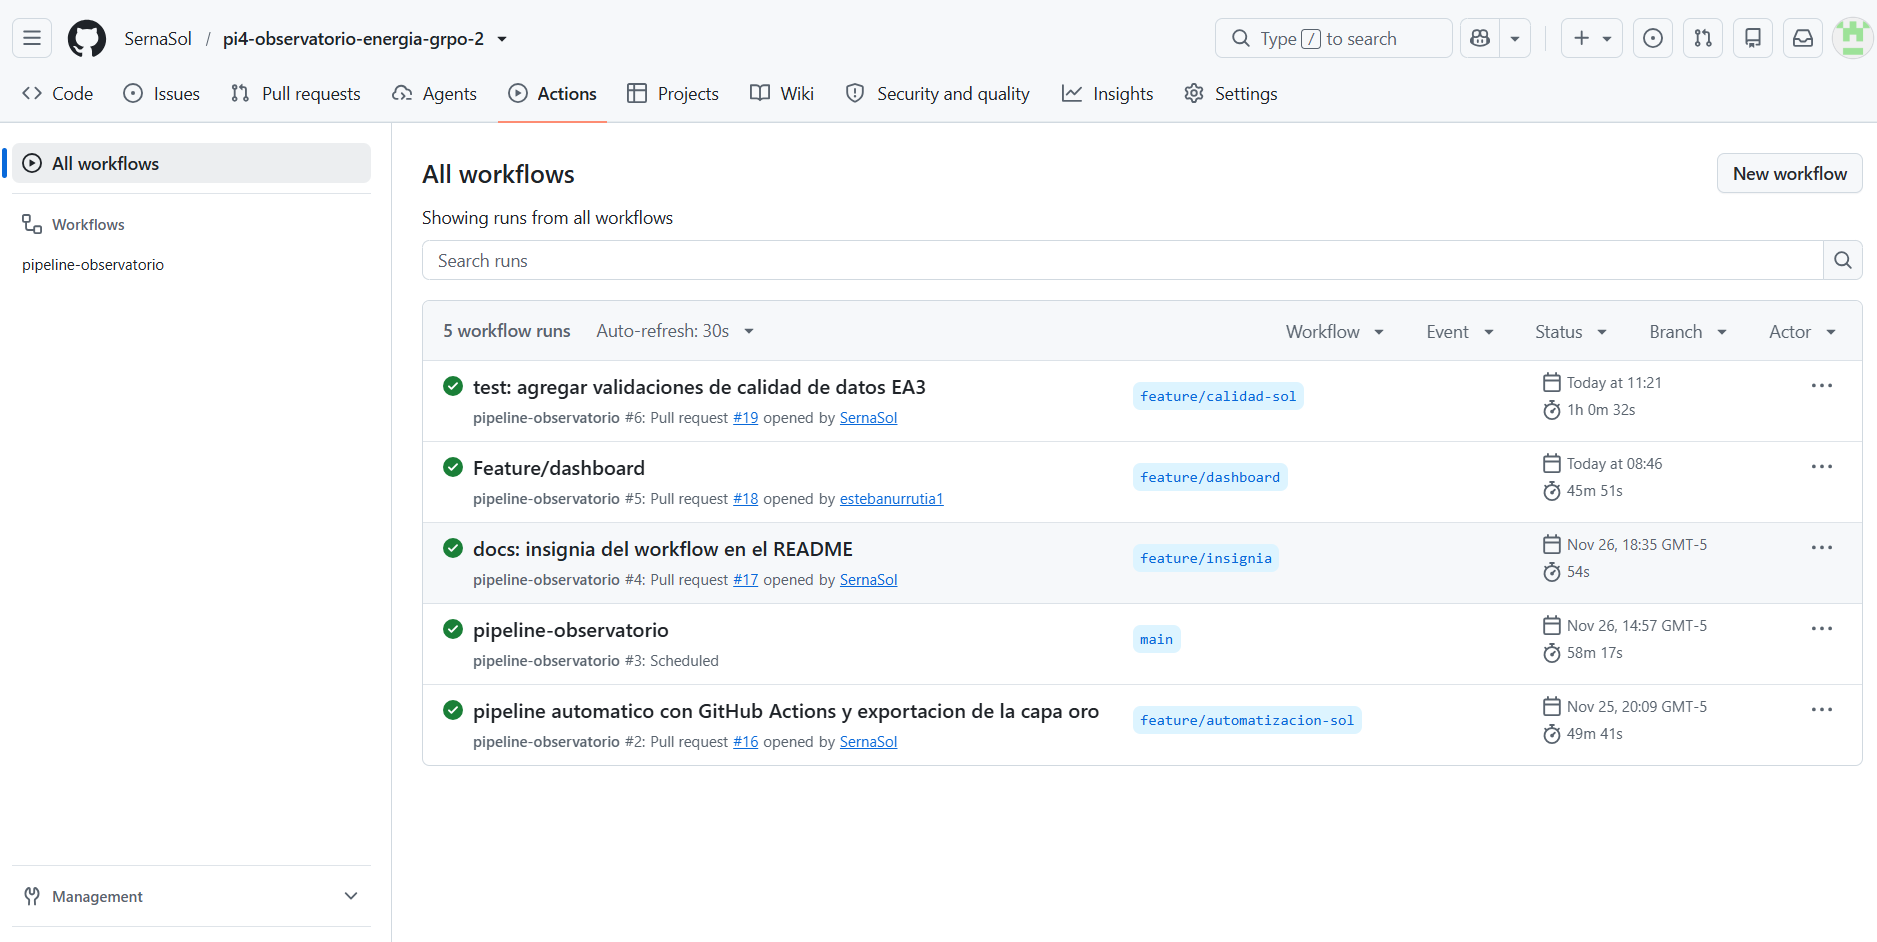 SernaSol / pi4-observatorio-energia-grpo-2
Type / to search
Code Issues Pull requests Agents Actions Projects Wiki Security and quality Insights Settings
All workflows
Workflows
pipeline-observatorio
Management
All workflows
New workflow
Showing runs from all workflows
Search runs
5 workflow runs Auto-refresh: 30s Workflow Event Status Branch Actor
test: agregar validaciones de calidad de datos EA3
pipeline-observatorio #6: Pull request #19 opened by SernaSol
feature/calidad-sol
Today at 11:21
1h 0m 32s
Feature/dashboard
pipeline-observatorio #5: Pull request #18 opened by estebanurrutia1
feature/dashboard
Today at 08:46
45m 51s
docs: insignia del workflow en el README
pipeline-observatorio #4: Pull request #17 opened by SernaSol
feature/insignia
Nov 26, 18:35 GMT-5
54s
pipeline-observatorio
pipeline-observatorio #3: Scheduled
main
Nov 26, 14:57 GMT-5
58m 17s
pipeline automatico con GitHub Actions y exportacion de la capa oro
pipeline-observatorio #2: Pull request #16 opened by SernaSol
feature/automatizacion-sol
Nov 25, 20:09 GMT-5
49m 41s